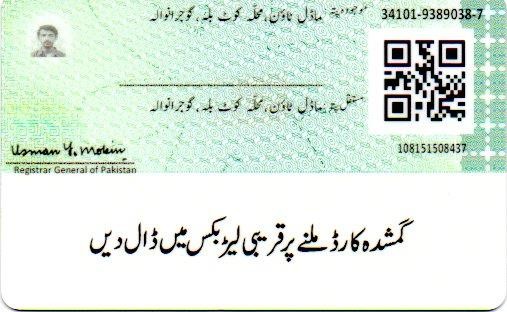 موجودہ پتہ: ماڈل ٹاؤن، محلہ کوٹ بلہ، گوجرانوالہ
34101-9389038-7
مستقل پتہ: ماڈل ٹاؤن، محلہ کوٹ بلہ، گوجرانوالہ
108151508437
Usman Y. Mobin
Registrar General of Pakistan
گمشدہ کارڈ ملنے پر قریبی لیٹر بکس میں ڈال دیں